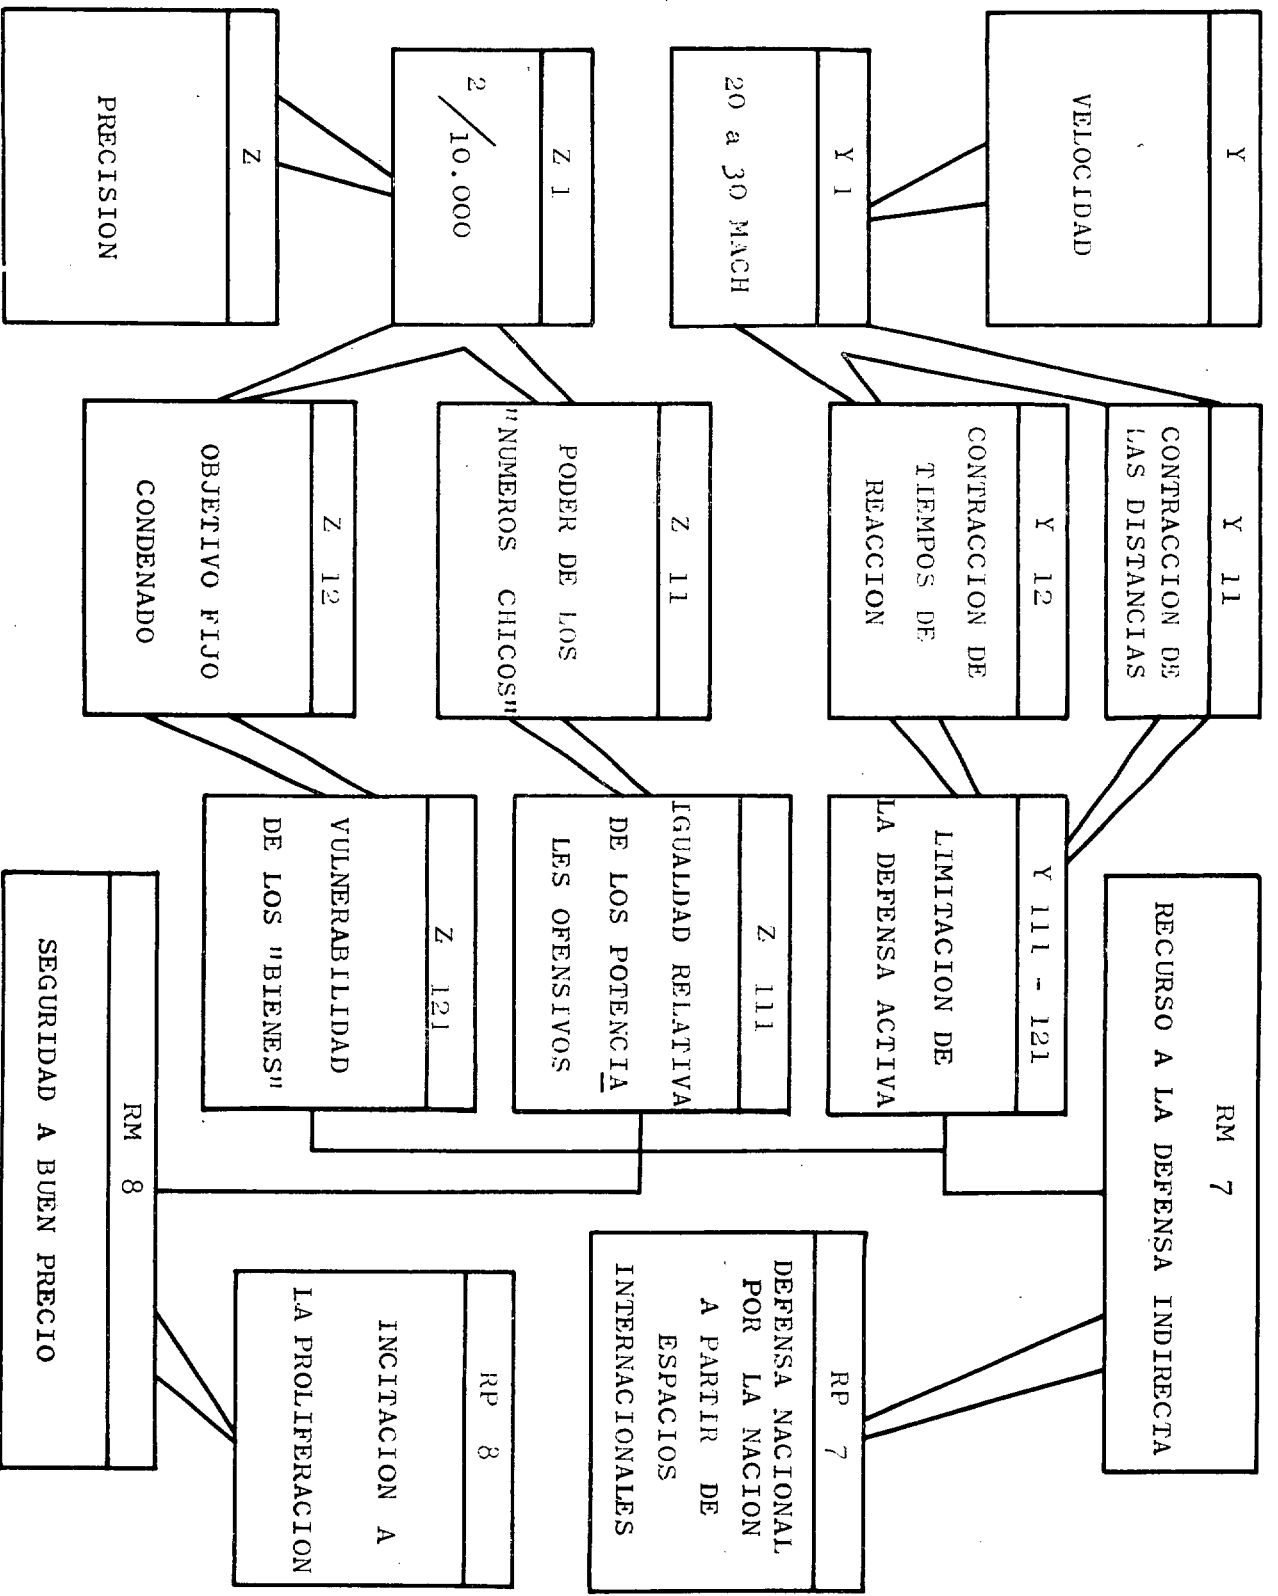 Y
VELOCIDAD
Y 1
20 a 30 MACH
Z 1
2/10.000
Z
PRECISION
Y 11
CONTRACCION DE
LAS DISTANCIAS
Y 12
CONTRACCION DE
TIEMPOS DE
REACCION
Z 11
PODER DE LOS
"NUMEROS CHICOS"
Z 12
OBJETIVO FIJO
CONDENADO
Y 111 - 121
LIMITACION DE
LA DEFENSA ACTIVA
Z 111
IGUALDAD RELATIVA
DE LOS POTENCIA
LES OFENSIVOS
Z 121
VULNERABILIDAD
DE LOS "BIENES"
RM 7
RECURSO A LA DEFENSA INDIRECTA
RM 8
SEGURIDAD A BUEN PRECIO
RP 7
DEFENSA NACIONAL
POR LA NACION
A PARTIR DE
ESPACIOS
INTERNACIONALES
RP 8
INCITACION A
LA PROLIFERACION